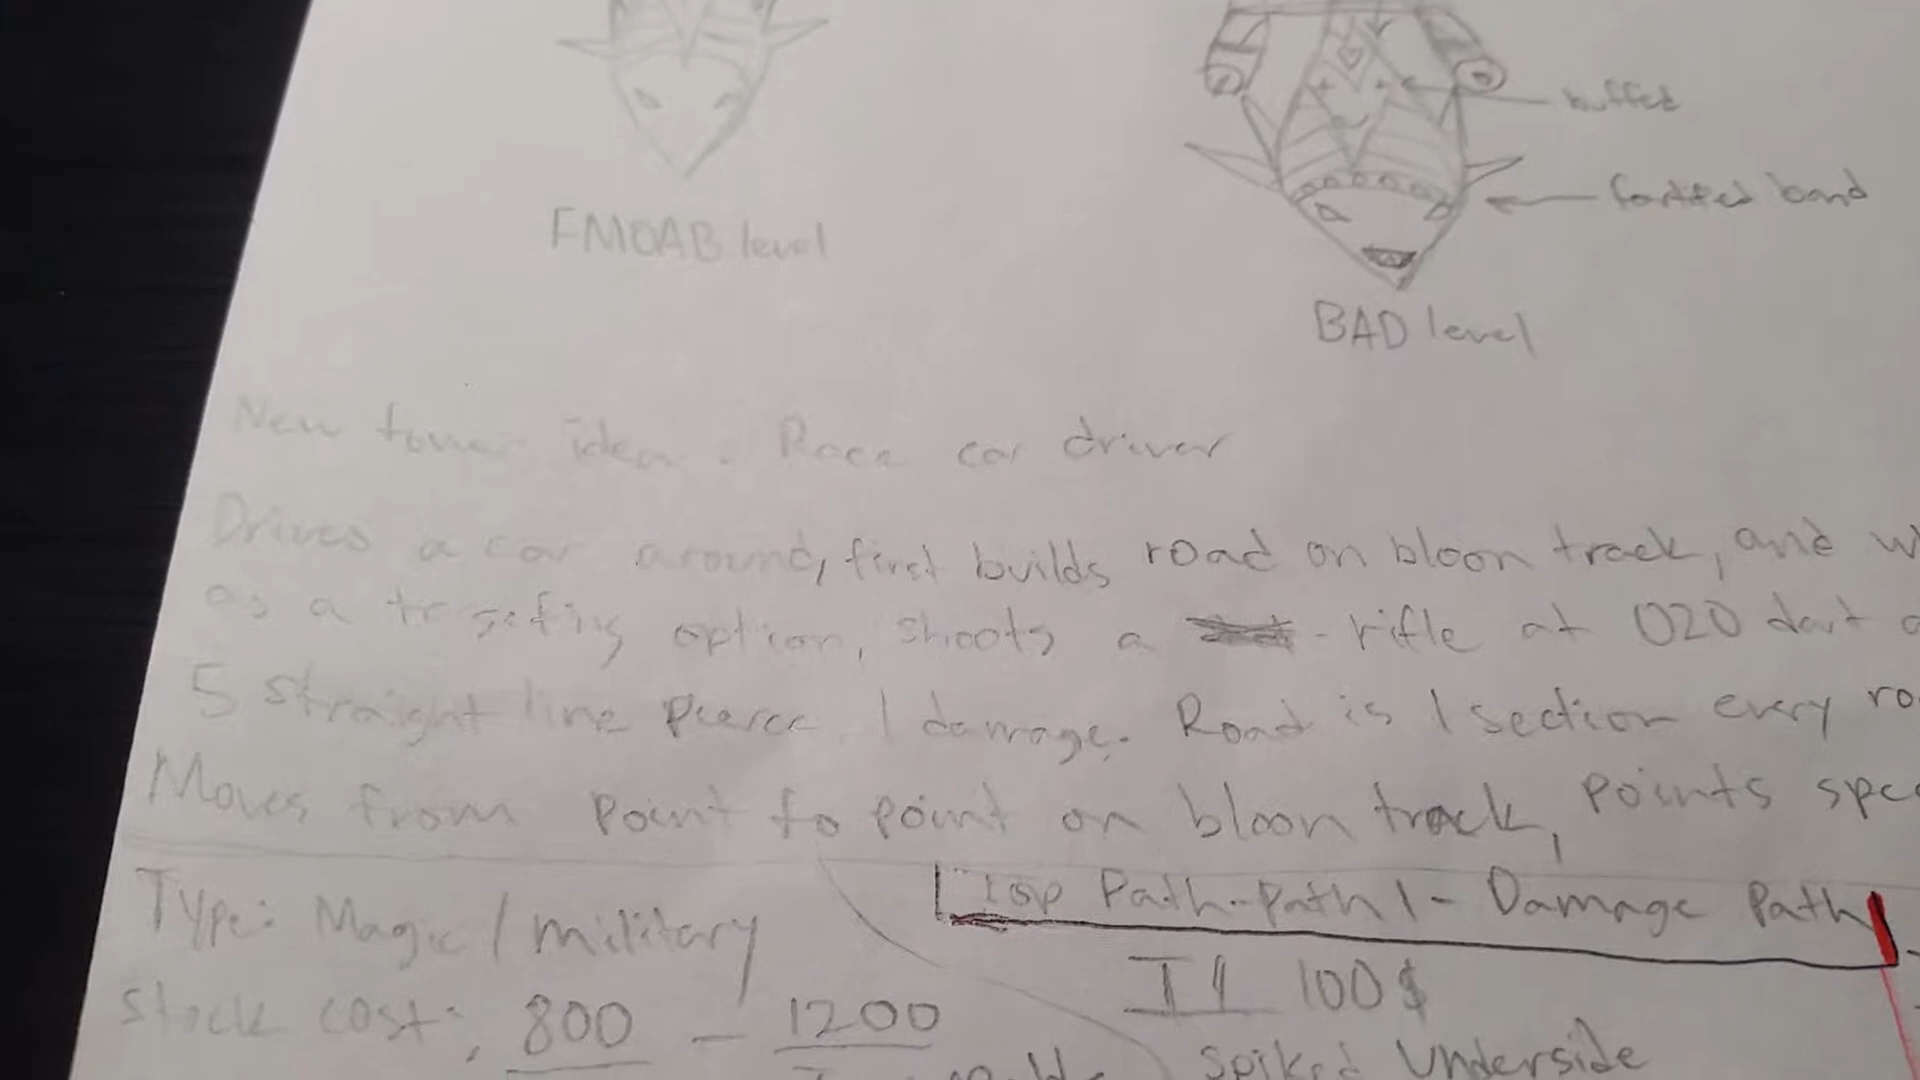 buffed
fortified band
FMOAB level
BAD level
New tower idea: Race car driver
Drives a car around, first builds road on bloon track, and
as a option, shoots a rifle at 020 dart
5 straight line pierce, 1 damage. Road is 1 section every
Moves from point to point on bloon track, points
Type: Magic / military
Top Path - Path 1 - Damage Path
stock cost: 800 - 1200
T1 100$
Spiked Underside